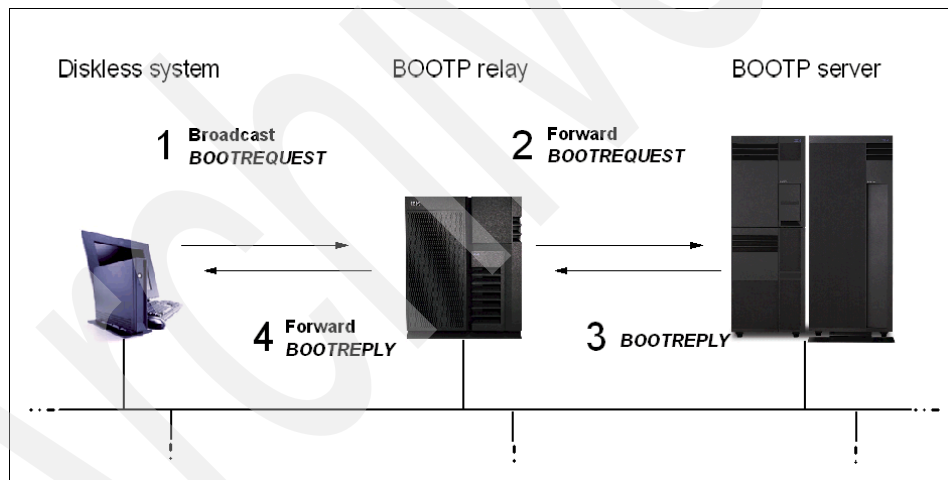 Diskless system
BOOTP relay
BOOTP server
1 Broadcast
BOOTREQUEST
2 Forward
BOOTREQUEST
4 Forward
BOOTREPLY
3 BOOTREPLY